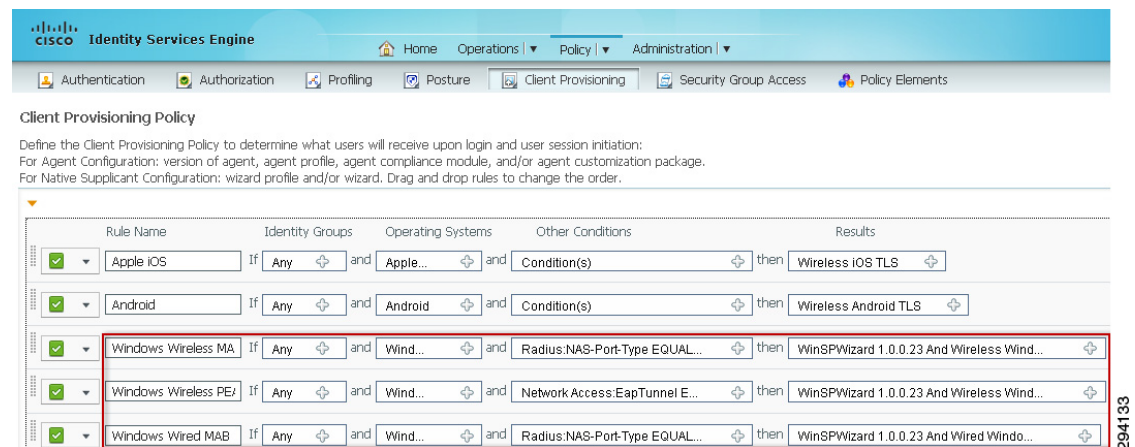 CISCO Identity Services Engine
Home Operations | ▼ Policy | ▼ Administration | ▼
Authentication Authorization Profiling Posture Client Provisioning Security Group Access Policy Elements
Client Provisioning Policy
Define the Client Provisioning Policy to determine what users will receive upon login and user session initiation:
For Agent Configuration: version of agent, agent profile, agent compliance module, and/or agent customization package.
For Native Supplicant Configuration: wizard profile and/or wizard. Drag and drop rules to change the order.
Rule Name Identity Groups Operating Systems Other Conditions Results
Apple iOS If Any and Apple... and Condition(s) then Wireless iOS TLS
Android If Any and Android and Condition(s) then Wireless Android TLS
Windows Wireless MA If Any and Wind... and Radius:NAS-Port-Type EQUAL... then WinSPWizard 1.0.0.23 And Wireless Wind...
Windows Wireless PEA If Any and Wind... and Network Access:EapTunnel E... then WinSPWizard 1.0.0.23 And Wireless Wind...
Windows Wired MAB If Any and Wind... and Radius:NAS-Port-Type EQUAL... then WinSPWizard 1.0.0.23 And Wired Windo...
294133